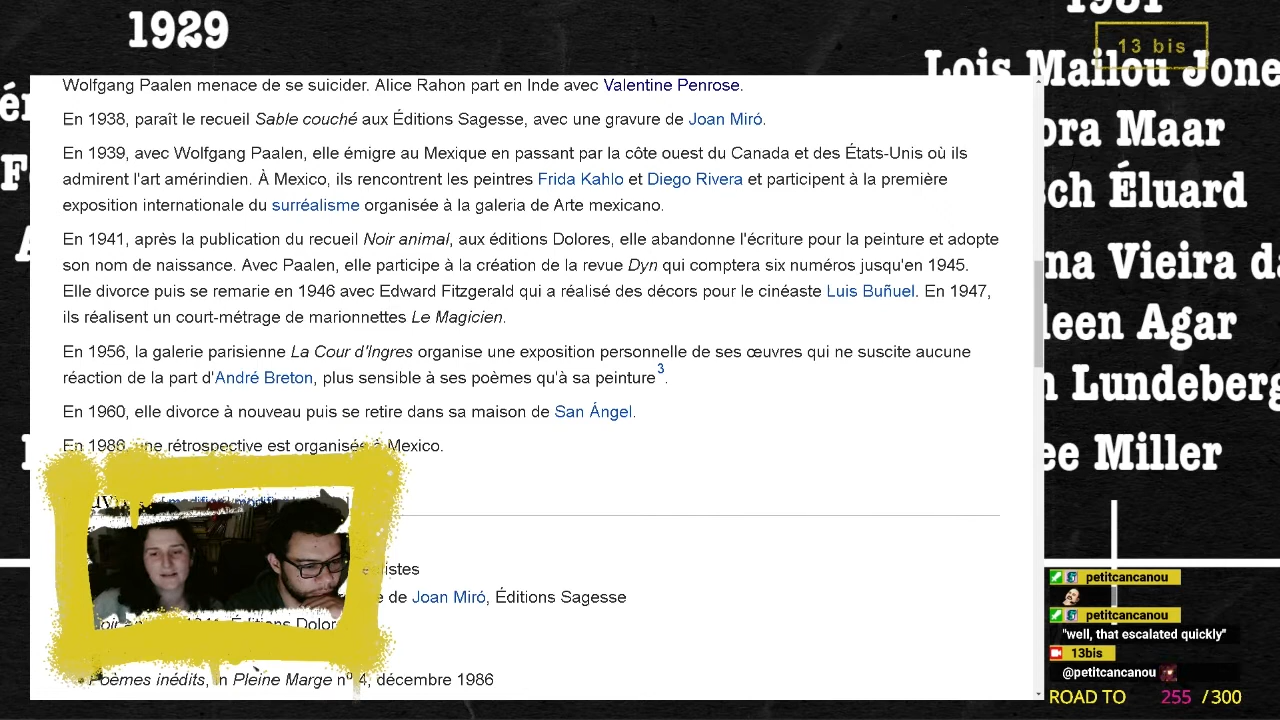 1929
13 bis
Lois Mailou Jone
ora Maar
sch Éluard
na Vieira da
leen Agar
n Lundeberg
ee Miller
Wolfgang Paalen menace de se suicider. Alice Rahon part en Inde avec Valentine Penrose.
En 1938, paraît le recueil Sable couché aux Éditions Sagesse, avec une gravure de Joan Miró.
En 1939, avec Wolfgang Paalen, elle émigre au Mexique en passant par la côte ouest du Canada et des États-Unis où ils
admirent l'art amérindien. À Mexico, ils rencontrent les peintres Frida Kahlo et Diego Rivera et participent à la première
exposition internationale du surréalisme organisée à la galeria de Arte mexicano.
En 1941, après la publication du recueil Noir animal, aux éditions Dolores, elle abandonne l'écriture pour la peinture et adopte
son nom de naissance. Avec Paalen, elle participe à la création de la revue Dyn qui comptera six numéros jusqu'en 1945.
Elle divorce puis se remarie en 1946 avec Edward Fitzgerald qui a réalisé des décors pour le cinéaste Luis Buñuel. En 1947,
ils réalisent un court-métrage de marionnettes Le Magicien.
En 1956, la galerie parisienne La Cour d'Ingres organise une exposition personnelle de ses œuvres qui ne suscite aucune
réaction de la part d'André Breton, plus sensible à ses poèmes qu'à sa peinture3.
En 1960, elle divorce à nouveau puis se retire dans sa maison de San Ángel.
En 1986, une rétrospective est organisée à Mexico.
istes
e de Joan Miró, Éditions Sagesse
Poèmes inédits, in Pleine Marge nº 4, décembre 1986
petitcancanou
petitcancanou
"well, that escalated quickly"
13bis
@petitcancanou
ROAD TO 255 /300